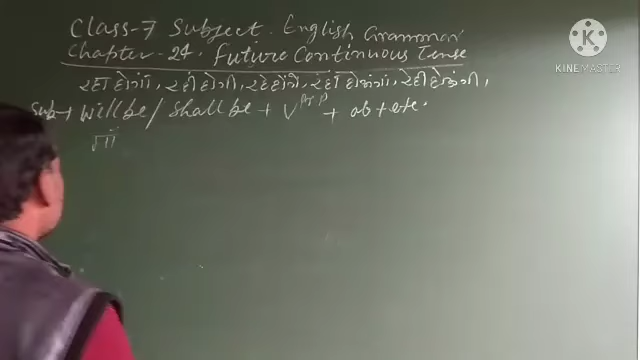 Class-7 Subject. English Grammar
Chapter-24. Future Continuous Tense
रहा होगा, रही होगी, रहे होंगे, रहा होऊंगा, रही होऊंगी,
Sub + will be/shall be + V + ob + etc.
माँ
KINEMASTER